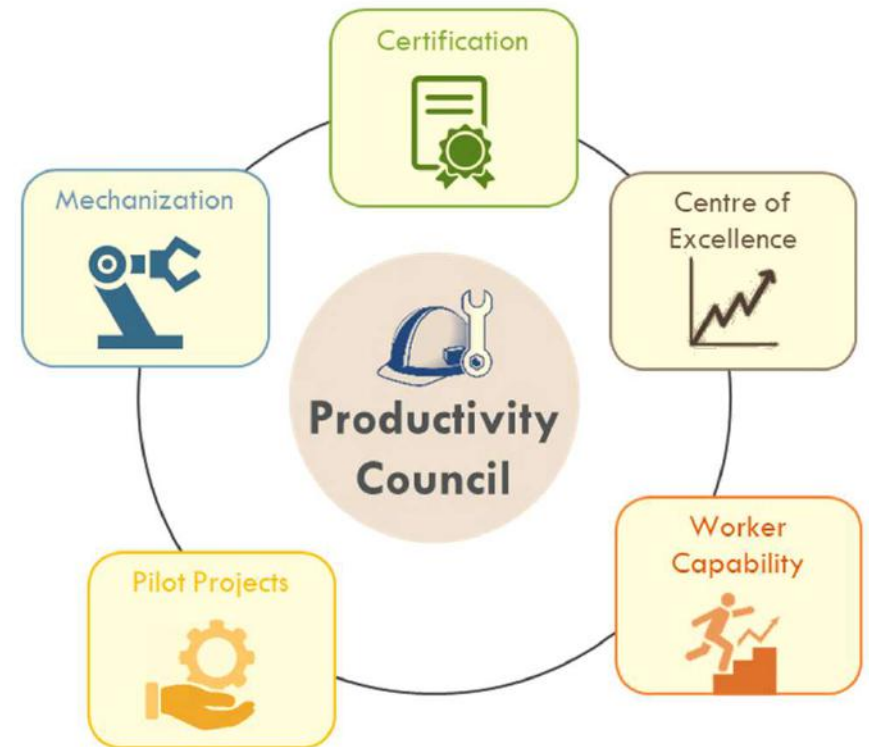 Certification
Mechanization
Centre of
Excellence
Productivity
Council
Worker
Capability
Pilot Projects